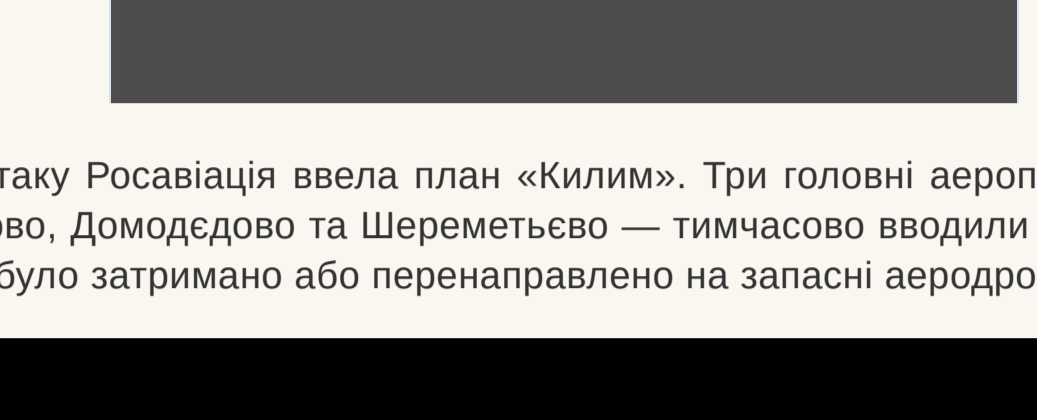 таку Росавіація ввела план «Килим». Три головні аероп
ово, Домодєдово та Шереметьєво — тимчасово вводили
було затримано або перенаправлено на запасні аеродро